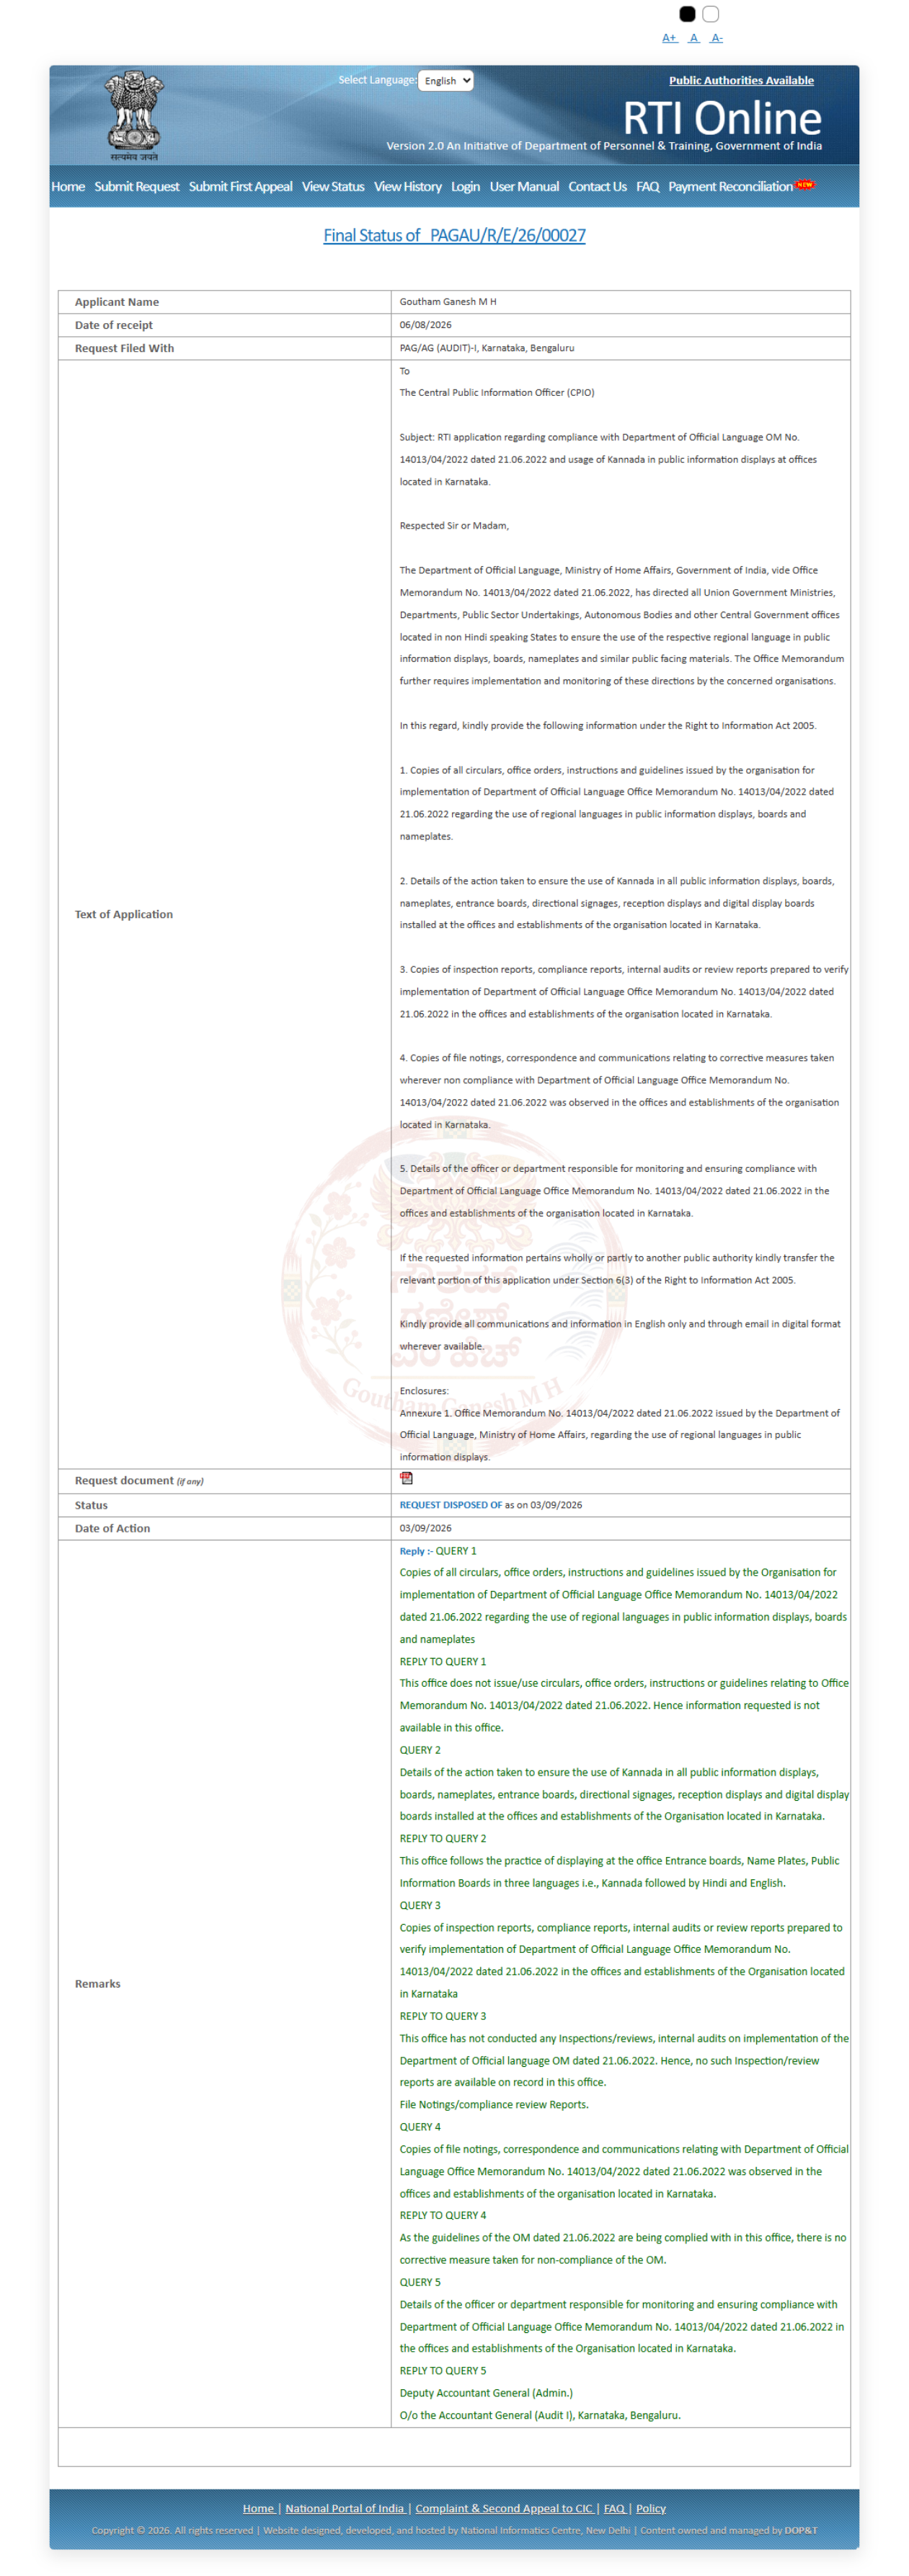 A+ A A-
Select Language: English
Public Authorities Available
RTI Online
Version 2.0 An Initiative of Department of Personnel & Training, Government of India
सत्यमेव जयते
Home Submit Request Submit First Appeal View Status View History Login User Manual Contact Us FAQ Payment Reconciliation NEW
Final Status of PAGAU/R/E/26/00027
Applicant Name Goutham Ganesh M H
Date of receipt 06/08/2026
Request Filed With PAG/AG (AUDIT)-I, Karnataka, Bengaluru
Text of Application
To
The Central Public Information Officer (CPIO)
Subject: RTI application regarding compliance with Department of Official Language OM No.
14013/04/2022 dated 21.06.2022 and usage of Kannada in public information displays at offices
located in Karnataka.
Respected Sir or Madam,
The Department of Official Language, Ministry of Home Affairs, Government of India, vide Office
Memorandum No. 14013/04/2022 dated 21.06.2022, has directed all Union Government Ministries,
Departments, Public Sector Undertakings, Autonomous Bodies and other Central Government offices
located in non Hindi speaking States to ensure the use of the respective regional language in public
information displays, boards, nameplates and similar public facing materials. The Office Memorandum
further requires implementation and monitoring of these directions by the concerned organisations.
In this regard, kindly provide the following information under the Right to Information Act 2005.
1. Copies of all circulars, office orders, instructions and guidelines issued by the organisation for
implementation of Department of Official Language Office Memorandum No. 14013/04/2022 dated
21.06.2022 regarding the use of regional languages in public information displays, boards and
nameplates.
2. Details of the action taken to ensure the use of Kannada in all public information displays, boards,
nameplates, entrance boards, directional signages, reception displays and digital display boards
installed at the offices and establishments of the organisation located in Karnataka.
3. Copies of inspection reports, compliance reports, internal audits or review reports prepared to verify
implementation of Department of Official Language Office Memorandum No. 14013/04/2022 dated
21.06.2022 in the offices and establishments of the organisation located in Karnataka.
4. Copies of file notings, correspondence and communications relating to corrective measures taken
wherever non compliance with Department of Official Language Office Memorandum No.
14013/04/2022 dated 21.06.2022 was observed in the offices and establishments of the organisation
located in Karnataka.
5. Details of the officer or department responsible for monitoring and ensuring compliance with
Department of Official Language Office Memorandum No. 14013/04/2022 dated 21.06.2022 in the
offices and establishments of the organisation located in Karnataka.
If the requested information pertains wholly or partly to another public authority kindly transfer the
relevant portion of this application under Section 6(3) of the Right to Information Act 2005.
Kindly provide all communications and information in English only and through email in digital format
wherever available.
Enclosures:
Annexure 1. Office Memorandum No. 14013/04/2022 dated 21.06.2022 issued by the Department of
Official Language, Ministry of Home Affairs, regarding the use of regional languages in public
information displays.
ಗೌತಮ್
ಗಣೇಶ್
ಎಂ ಹೆಚ್
Goutham Ganesh M H
Request document (if any)
Status REQUEST DISPOSED OF as on 03/09/2026
Date of Action 03/09/2026
Remarks
Reply :- QUERY 1
Copies of all circulars, office orders, instructions and guidelines issued by the Organisation for
implementation of Department of Official Language Office Memorandum No. 14013/04/2022
dated 21.06.2022 regarding the use of regional languages in public information displays, boards
and nameplates
REPLY TO QUERY 1
This office does not issue/use circulars, office orders, instructions or guidelines relating to Office
Memorandum No. 14013/04/2022 dated 21.06.2022. Hence information requested is not
available in this office.
QUERY 2
Details of the action taken to ensure the use of Kannada in all public information displays,
boards, nameplates, entrance boards, directional signages, reception displays and digital display
boards installed at the offices and establishments of the Organisation located in Karnataka.
REPLY TO QUERY 2
This office follows the practice of displaying at the office Entrance boards, Name Plates, Public
Information Boards in three languages i.e., Kannada followed by Hindi and English.
QUERY 3
Copies of inspection reports, compliance reports, internal audits or review reports prepared to
verify implementation of Department of Official Language Office Memorandum No.
14013/04/2022 dated 21.06.2022 in the offices and establishments of the Organisation located
in Karnataka
REPLY TO QUERY 3
This office has not conducted any Inspections/reviews, internal audits on implementation of the
Department of Official language OM dated 21.06.2022. Hence, no such Inspection/review
reports are available on record in this office.
File Notings/compliance review Reports.
QUERY 4
Copies of file notings, correspondence and communications relating with Department of Official
Language Office Memorandum No. 14013/04/2022 dated 21.06.2022 was observed in the
offices and establishments of the organisation located in Karnataka.
REPLY TO QUERY 4
As the guidelines of the OM dated 21.06.2022 are being complied with in this office, there is no
corrective measure taken for non-compliance of the OM.
QUERY 5
Details of the officer or department responsible for monitoring and ensuring compliance with
Department of Official Language Office Memorandum No. 14013/04/2022 dated 21.06.2022 in
the offices and establishments of the Organisation located in Karnataka.
REPLY TO QUERY 5
Deputy Accountant General (Admin.)
O/o the Accountant General (Audit I), Karnataka, Bengaluru.
Home | National Portal of India | Complaint & Second Appeal to CIC | FAQ | Policy
Copyright © 2026. All rights reserved | Website designed, developed, and hosted by National Informatics Centre, New Delhi | Content owned and managed by DOP&T